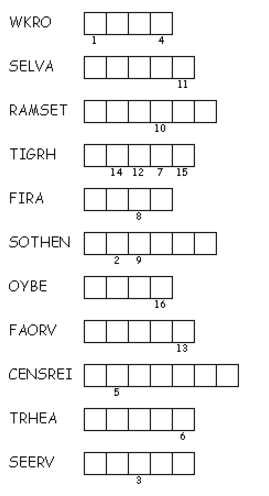 WKRO
1 4
SELVA
11
RAMSET
10
TIGRH
14 12 7 15
FIRA
8
SOTHEN
2 9
OYBE
16
FAORV
13
CENSREI
5
TRHEA
6
SEERV
3